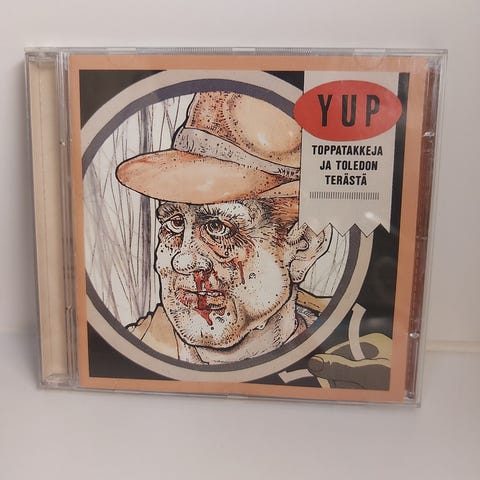 YUP
TOPPATAKKEJA
JA TOLEDON
TERÄSTÄ